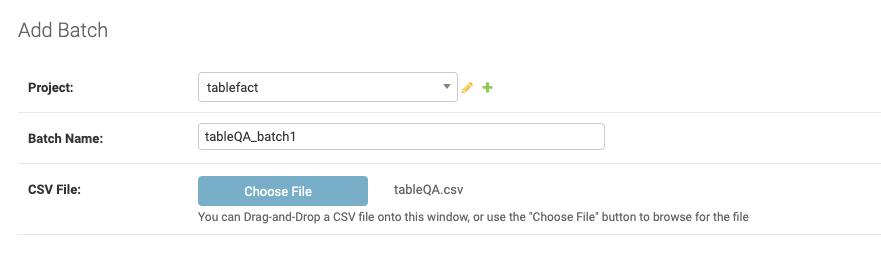 Add Batch
Project: tablefact
Batch Name: tableQA_batch1
CSV File: Choose File tableQA.csv
You can Drag-and-Drop a CSV file onto this window, or use the "Choose File" button to browse for the file